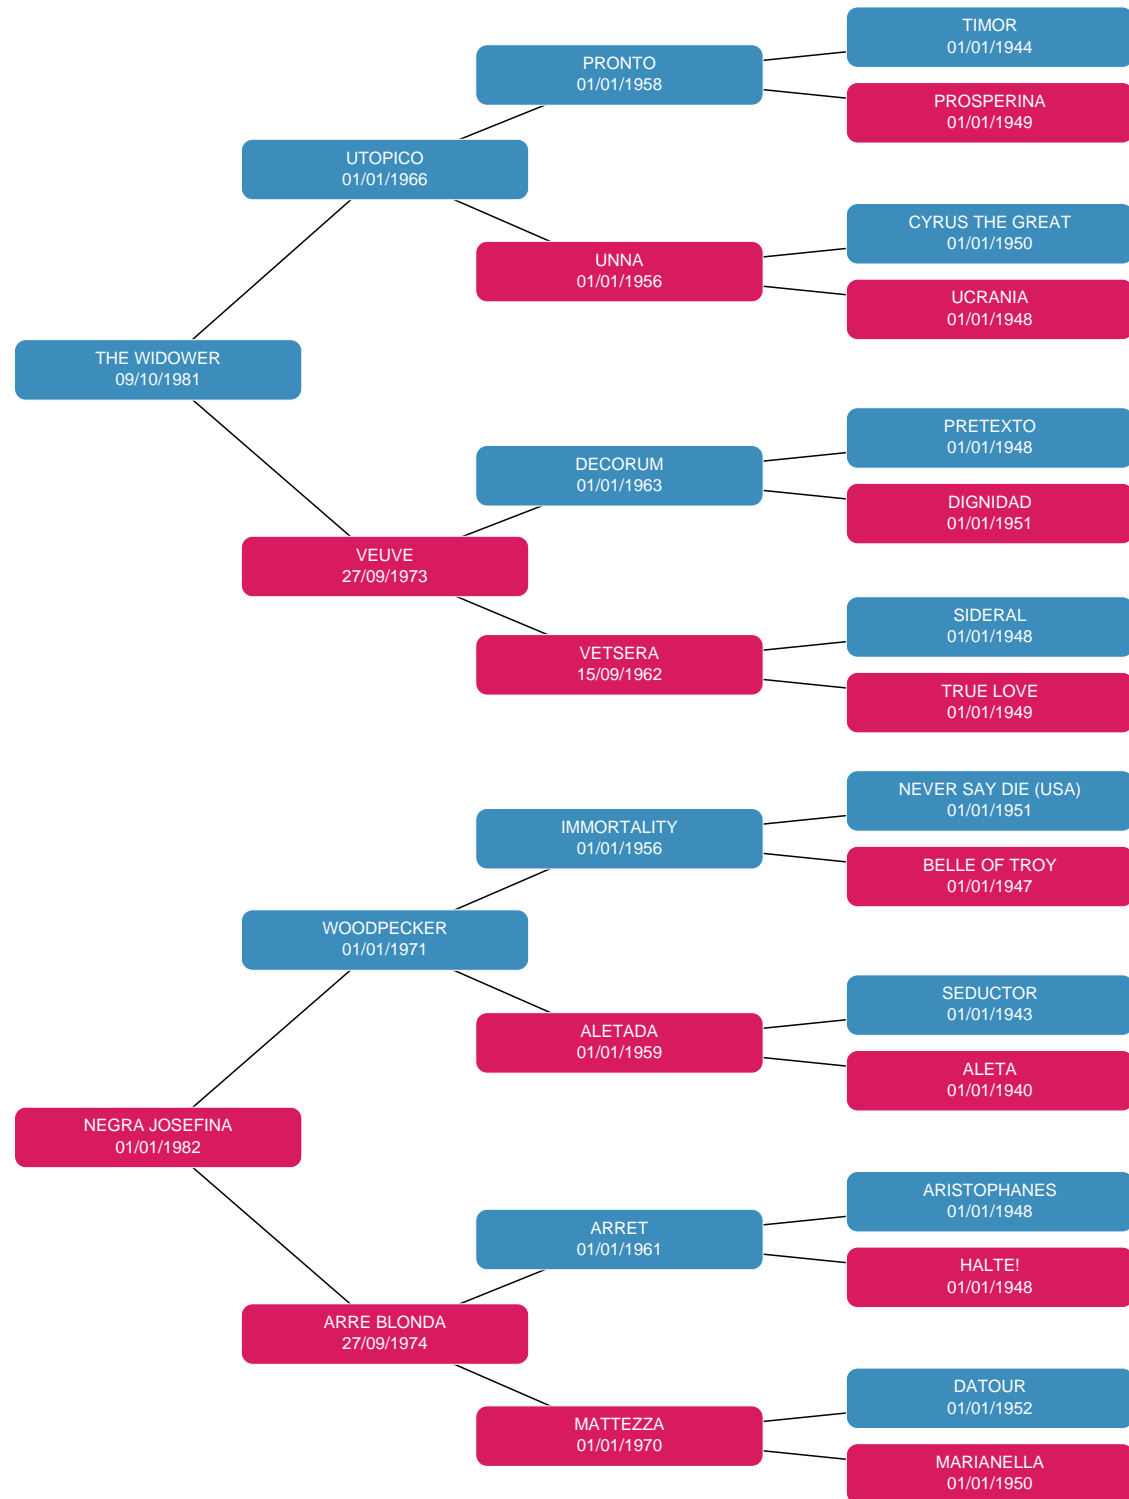 TIMOR
01/01/1944
PRONTO
01/01/1958
PROSPERINA
01/01/1949
UTOPICO
01/01/1966
CYRUS THE GREAT
01/01/1950
UNNA
01/01/1956
UCRANIA
01/01/1948
THE WIDOWER
09/10/1981
PRETEXTO
01/01/1948
DECORUM
01/01/1963
DIGNIDAD
01/01/1951
VEUVE
27/09/1973
SIDERAL
01/01/1948
VETSERA
15/09/1962
TRUE LOVE
01/01/1949
NEVER SAY DIE (USA)
01/01/1951
IMMORTALITY
01/01/1956
BELLE OF TROY
01/01/1947
WOODPECKER
01/01/1971
SEDUCTOR
01/01/1943
ALETADA
01/01/1959
ALETA
01/01/1940
NEGRA JOSEFINA
01/01/1982
ARISTOPHANES
01/01/1948
ARRET
01/01/1961
HALTE!
01/01/1948
ARRE BLONDA
27/09/1974
DATOUR
01/01/1952
MATTEZZA
01/01/1970
MARIANELLA
01/01/1950